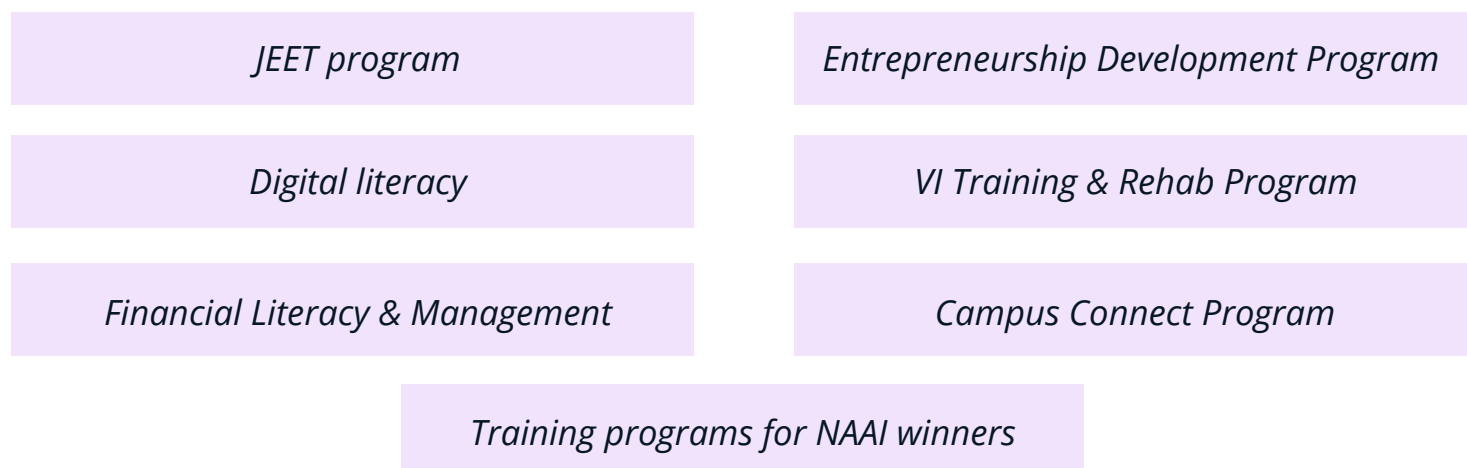 JEET program
Entrepreneurship Development Program
Digital literacy
VI Training & Rehab Program
Financial Literacy & Management
Campus Connect Program
Training programs for NAAI winners